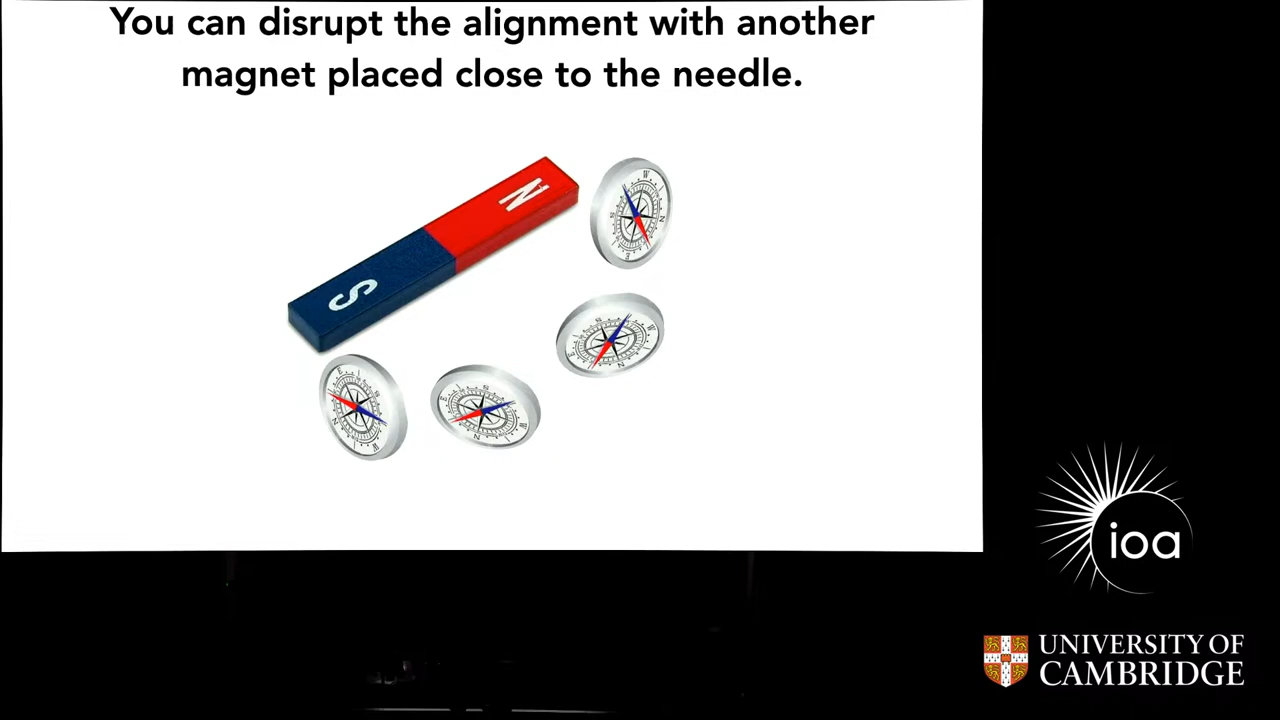 You can disrupt the alignment with another
magnet placed close to the needle.
N
S
ioa
UNIVERSITY OF
CAMBRIDGE